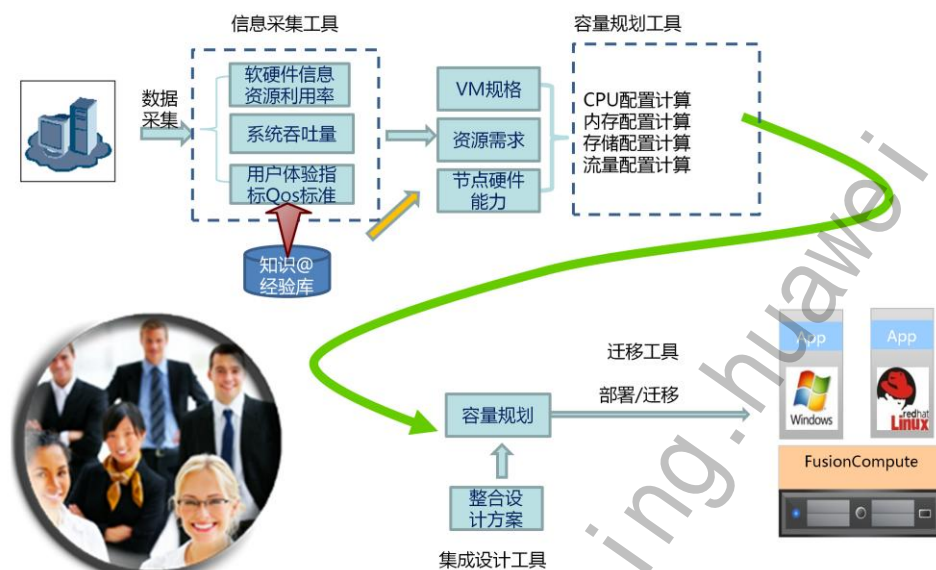 信息采集工具
容量规划工具
数据
采集
软硬件信息
资源利用率
系统吞吐量
用户体验指
标Qos标准
知识@
经验库
VM规格
资源需求
节点硬件
能力
CPU配置计算
内存配置计算
存储配置计算
流量配置计算
迁移工具
部署/迁移
容量规划
整合设
计方案
集成设计工具
App
Windows
App
redhat
Linux
FusionCompute
ing.huawei